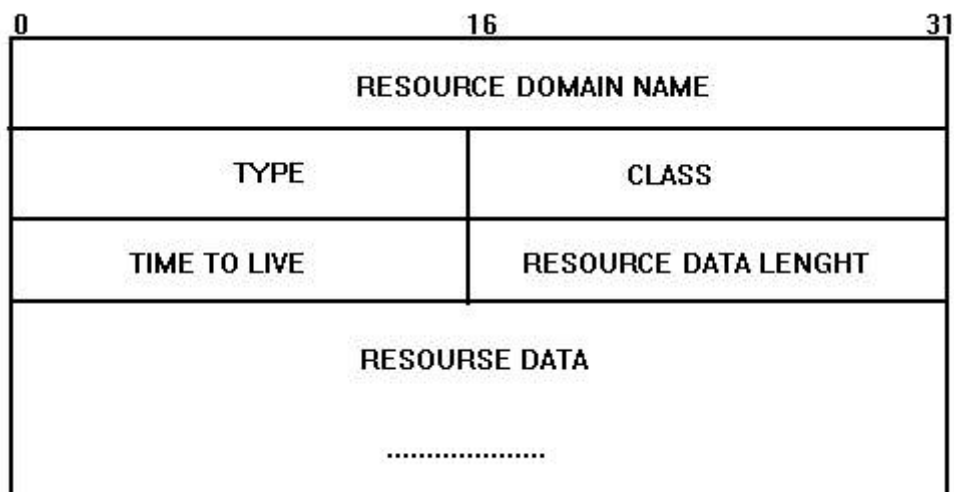 0 16 31
RESOURCE DOMAIN NAME
TYPE CLASS
TIME TO LIVE RESOURCE DATA LENGHT
RESOURSE DATA
....................